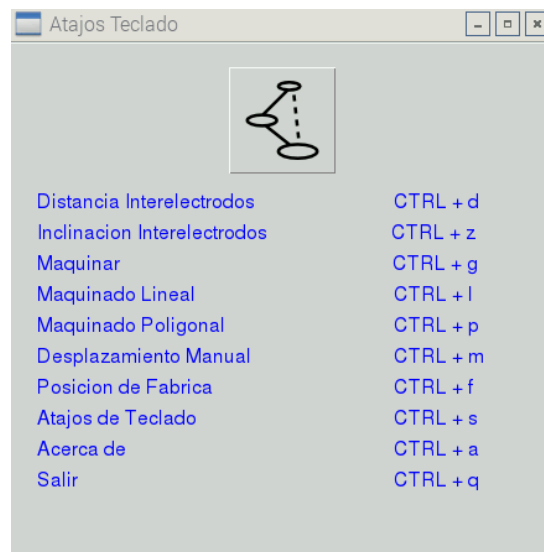 Atajos Teclado
Distancia Interelectrodos CTRL + d
Inclinacion Interelectrodos CTRL + z
Maquinar CTRL + g
Maquinado Lineal CTRL + l
Maquinado Poligonal CTRL + p
Desplazamiento Manual CTRL + m
Posicion de Fabrica CTRL + f
Atajos de Teclado CTRL + s
Acerca de CTRL + a
Salir CTRL + q